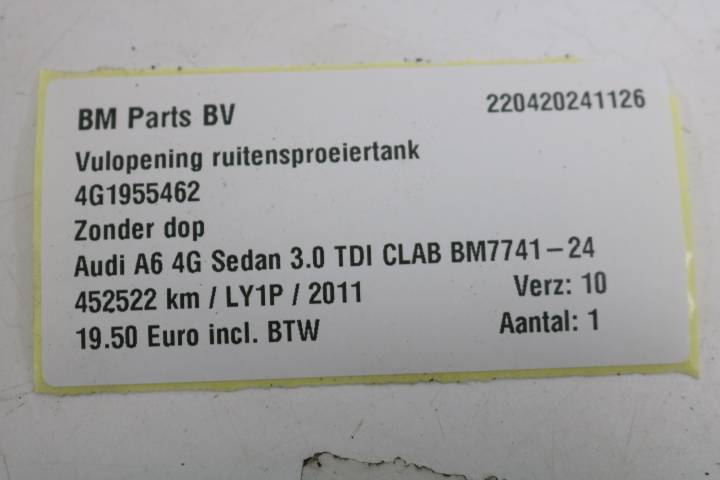 BM Parts BV 220420241126
Vulopening ruitensproeiertank
4G1955462
Zonder dop
Audi A6 4G Sedan 3.0 TDI CLAB BM7741-24
452522 km / LY1P / 2011 Verz: 10
19.50 Euro incl. BTW Aantal: 1